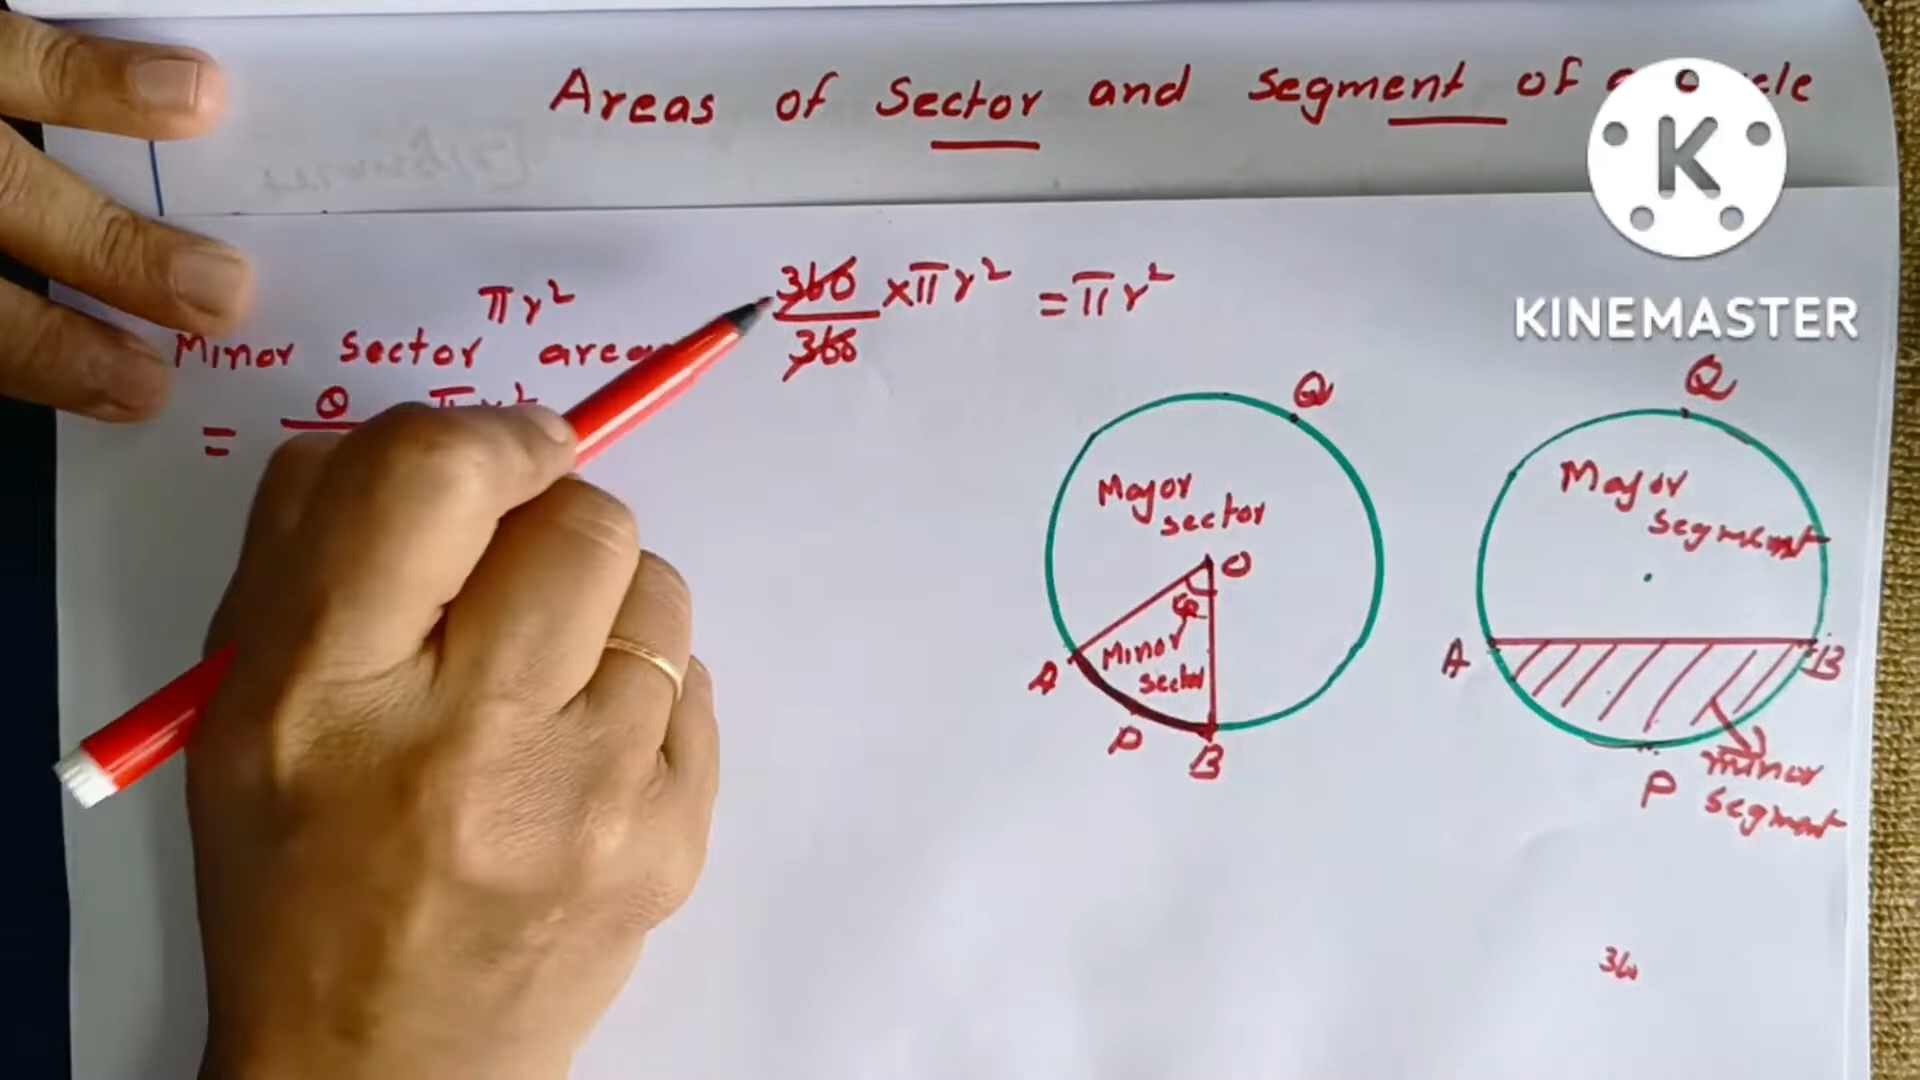 Areas of Sector and Segment of
πr²
360/360 × πr² = πr²
Minor Sector area
= θ πr²
Q
Major
sector
O
Minor
sector
A
P
B
Q
Major
segment
A
B
P
minor
segment
K
KINEMASTER